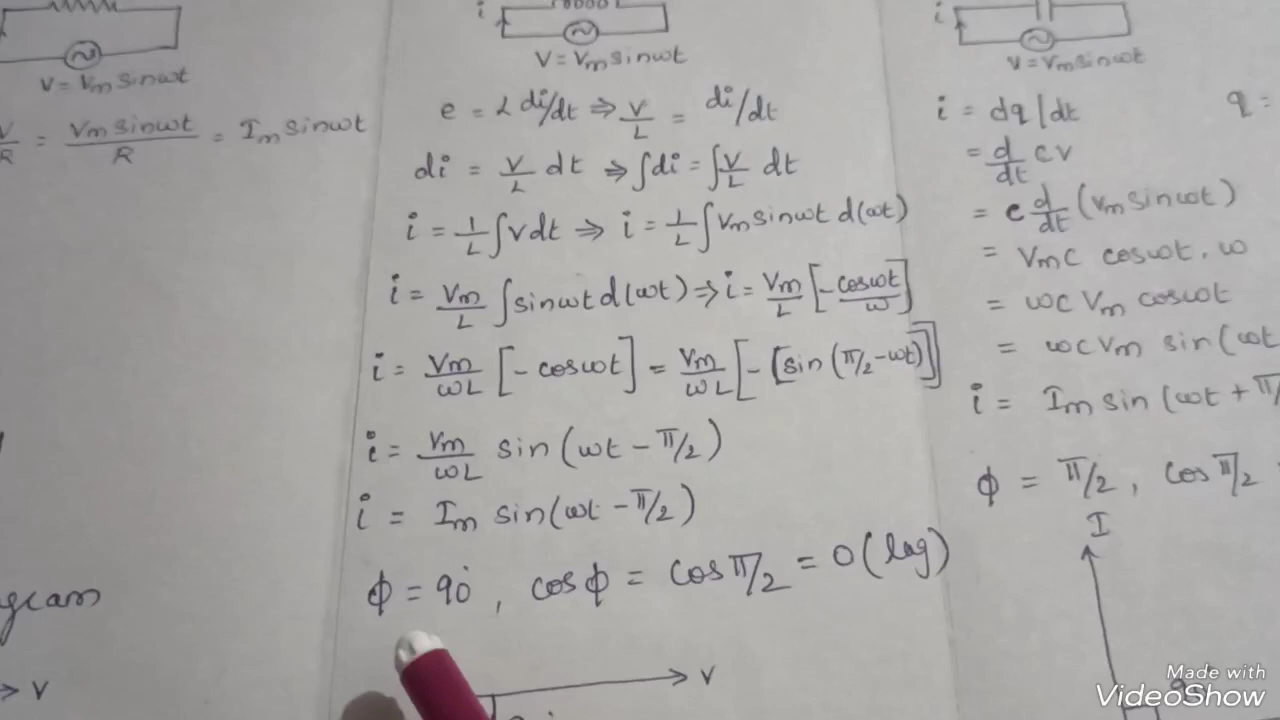 V = Vm sinωt
V/R = Vm sinωt/R = Im sinωt
gram
→ V
i
V = Vm sinωt
e = L di/dt ⇒ V/L = di/dt
di = V/L dt ⇒ ∫di = ∫V/L dt
i = 1/L ∫vdt ⇒ i = 1/L ∫Vm sinωt d(ωt)
i = Vm/L ∫sinωt d(ωt) ⇒ i = Vm/L [-cosωt/ω]
i = Vm/ωL [- cosωt] = Vm/ωL [- [sin(π/2 - ωt)]]
i = Vm/ωL sin(ωt - π/2)
i = Im sin(ωt - π/2)
ϕ = 90°, cosϕ = cos π/2 = 0 (lag)
→ V
i
V = Vm sinωt
i = dq/dt q =
= d/dt CV
= C d/dt (Vm sinωt)
= VmC cosωt. ω
= ωC Vm cosωt
= ωCVm sin(ωt
i = Im sin(ωt + π/
ϕ = π/2, cos π/2
I
Made with
VideoShow